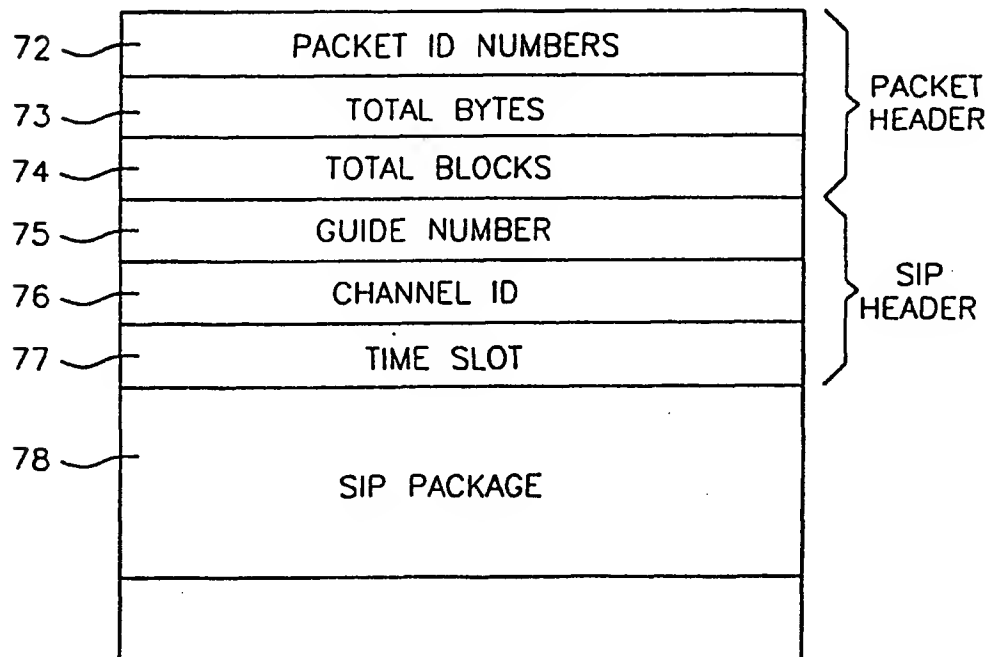 72 PACKET ID NUMBERS
73 TOTAL BYTES
74 TOTAL BLOCKS
PACKET
HEADER
75 GUIDE NUMBER
76 CHANNEL ID
77 TIME SLOT
SIP
HEADER
78 SIP PACKAGE